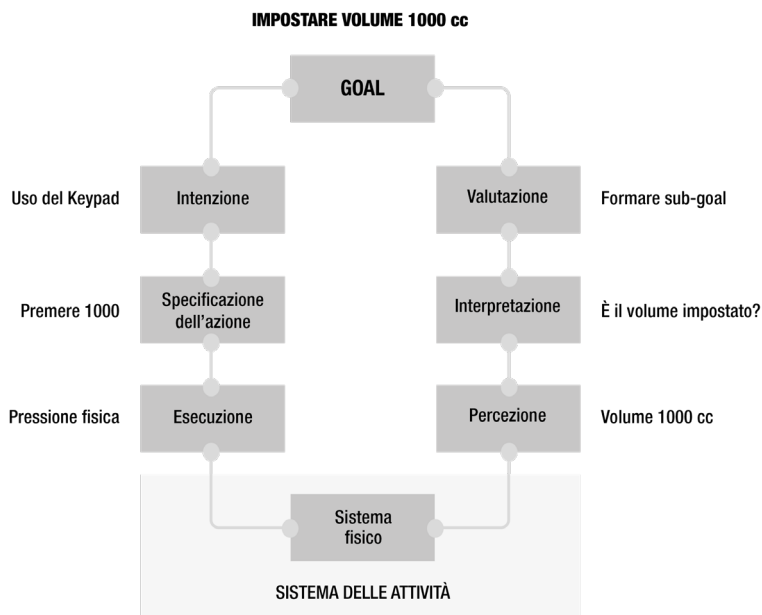 IMPOSTARE VOLUME 1000 cc
GOAL
Uso del Keypad
Intenzione
Valutazione
Formare sub-goal
Premere 1000
Specificazione
dell'azione
Interpretazione
È il volume impostato?
Pressione fisica
Esecuzione
Percezione
Volume 1000 cc
Sistema
fisico
SISTEMA DELLE ATTIVITÀ